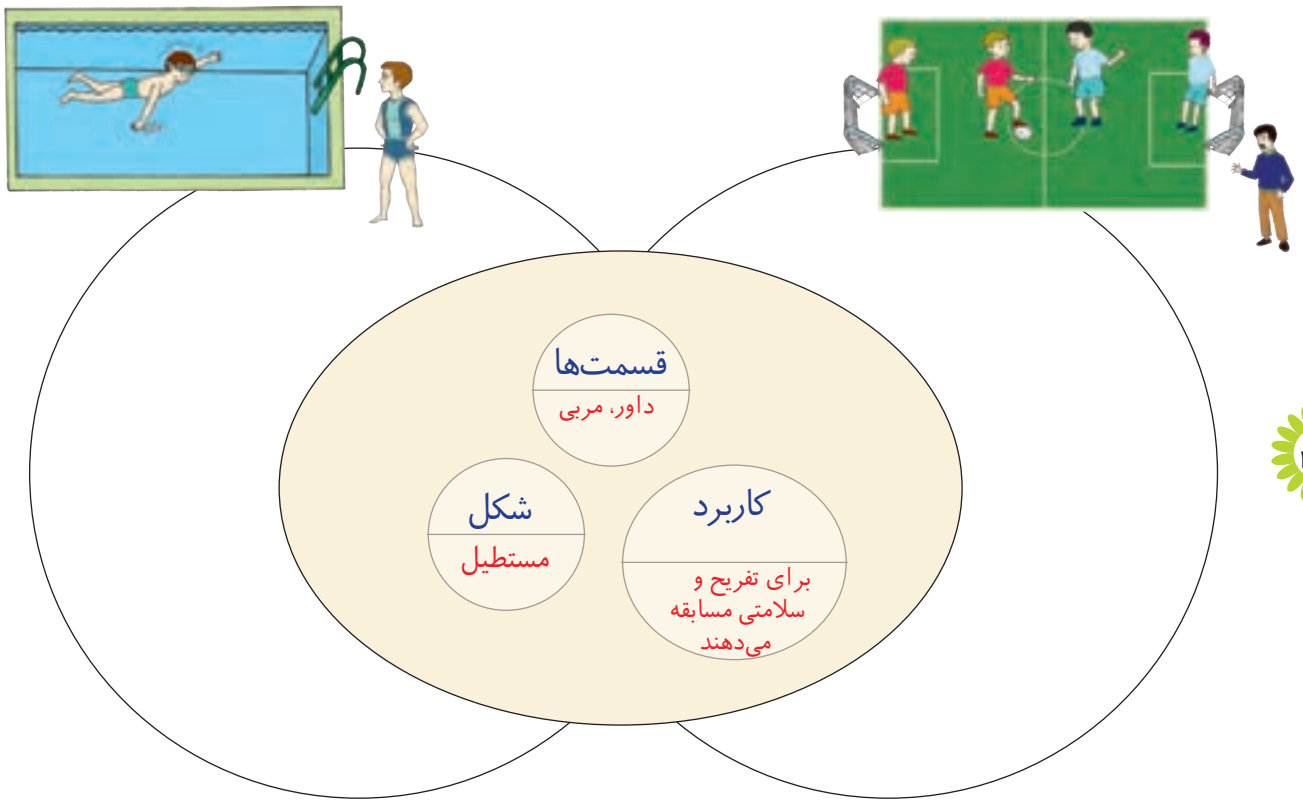 قسمت‌ها
داور، مربی
کاربرد
برای تفریح و
سلامتی مسابقه
می‌دهند
شکل
مستطیل